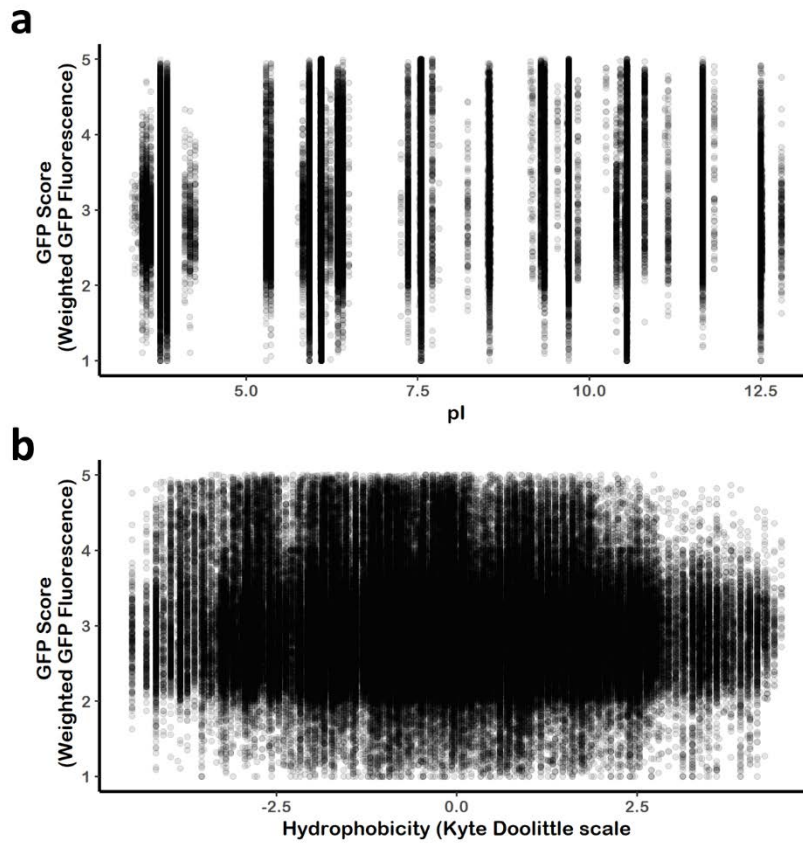 a
GFP Score
(Weighted GFP Fluorescence)
5
4
3
2
1
5.0 7.5 10.0 12.5
pI
b
GFP Score
(Weighted GFP Fluorescence)
5
4
3
2
1
-2.5 0.0 2.5
Hydrophobicity (Kyte Doolittle scale